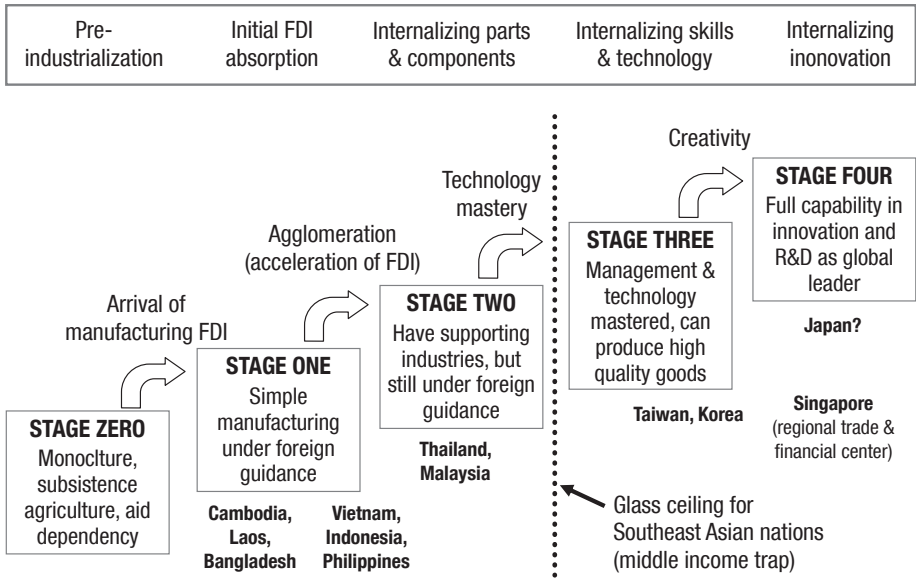 Pre-
industrialization
Initial FDI
absorption
Internalizing parts
& components
Internalizing skills
& technology
Internalizing
inonovation
Creativity
STAGE FOUR
Full capability in
innovation and
R&D as global
leader
Japan?
Singapore
(regional trade &
financial center)
Technology
mastery
STAGE THREE
Management &
technology
mastered, can
produce high
quality goods
Taiwan, Korea
Agglomeration
(acceleration of FDI)
STAGE TWO
Have supporting
industries, but
still under foreign
guidance
Thailand,
Malaysia
Arrival of
manufacturing FDI
STAGE ONE
Simple
manufacturing
under foreign
guidance
Cambodia,
Laos,
Bangladesh
Vietnam,
Indonesia,
Philippines
STAGE ZERO
Monoclture,
subsistence
agriculture, aid
dependency
Glass ceiling for
Southeast Asian nations
(middle income trap)